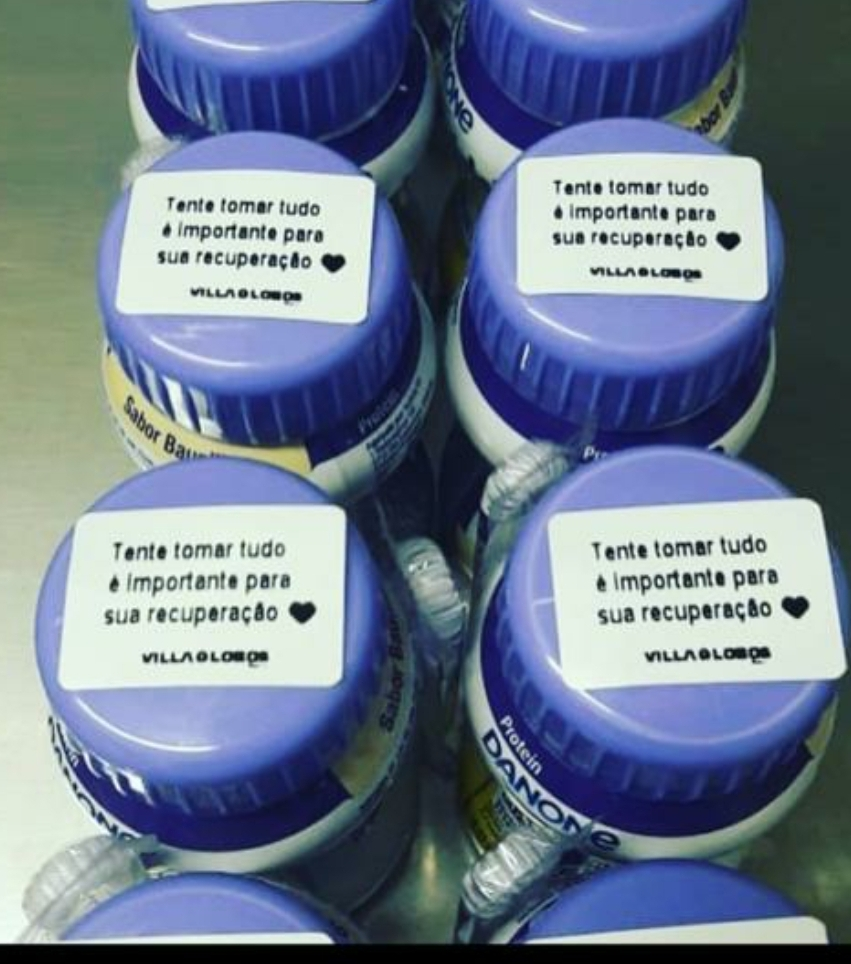 Tente tomar tudo
é importante para
sua recuperação ♥
VILLA LOBOS
Tente tomar tudo
é importante para
sua recuperação ♥
VILLA LOBOS
Sabor
Tente tomar tudo
é importante para
sua recuperação ♥
VILLA LOBOS
Tente tomar tudo
é importante para
sua recuperação ♥
VILLA LOBOS
Sabor
Protein
DANONE
DANONE